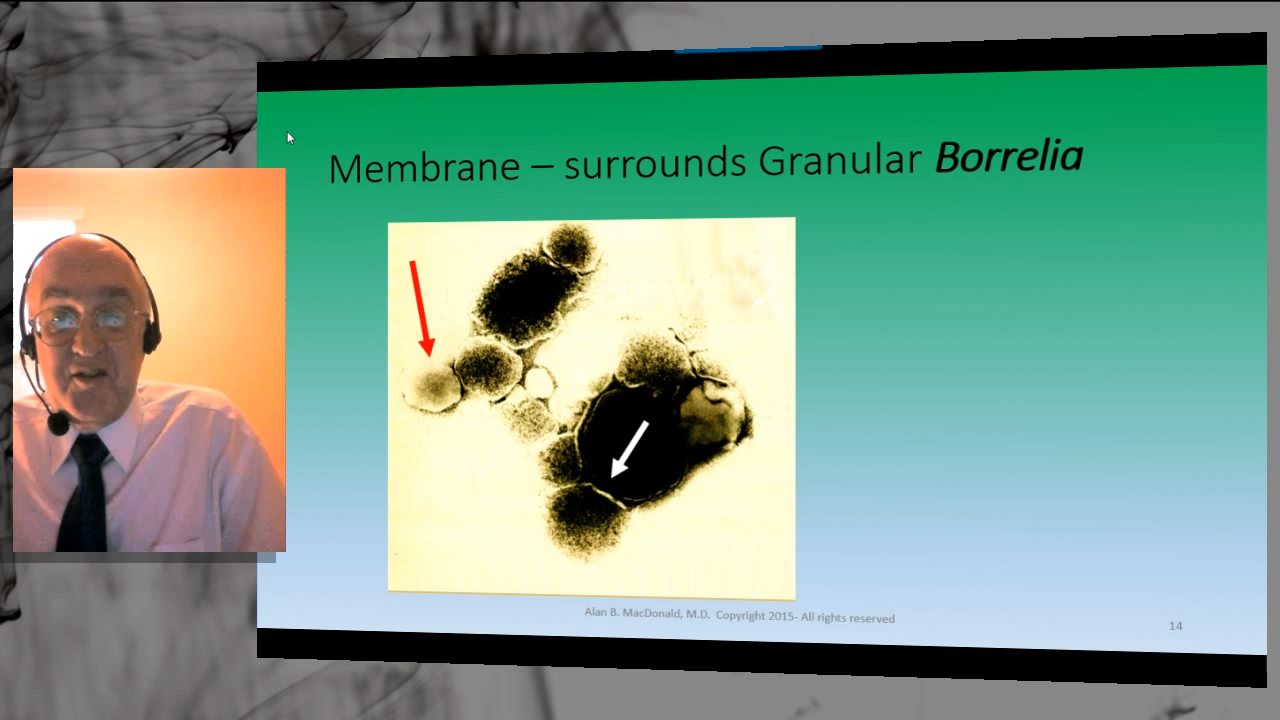 Membrane – surrounds Granular Borrelia
Alan B. MacDonald, M.D. Copyright 2015- All rights reserved
14